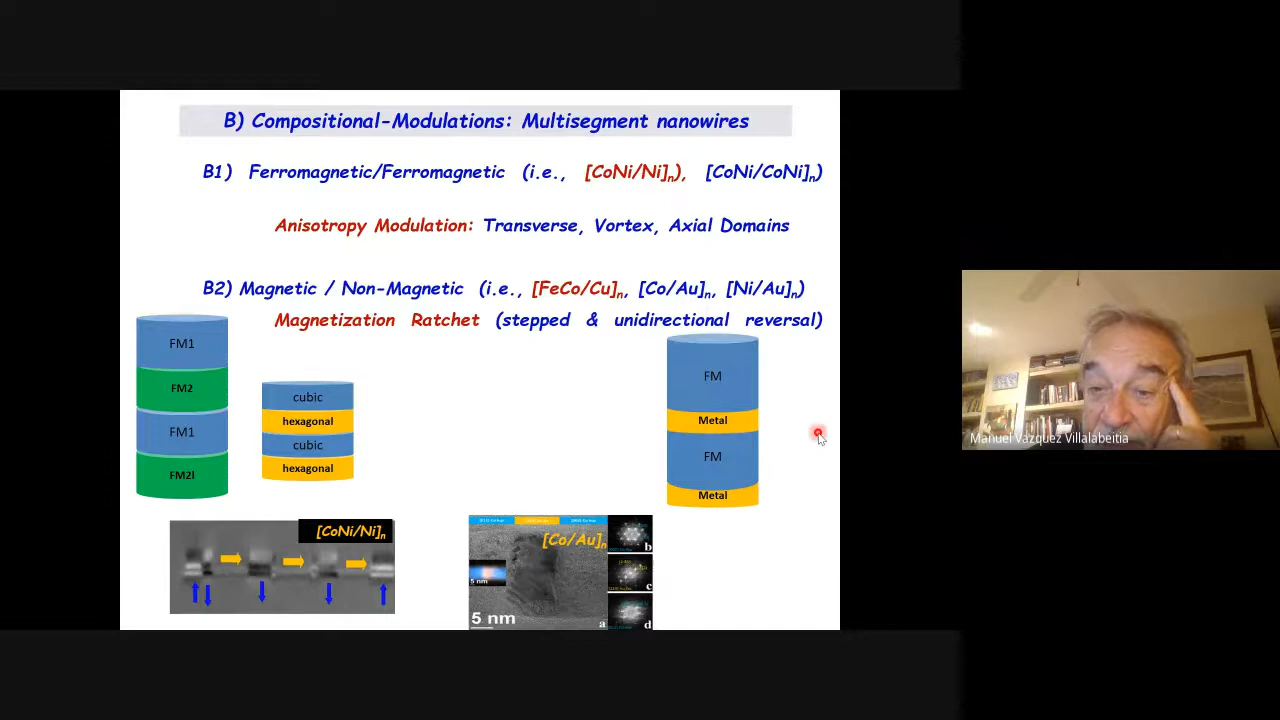 B) Compositional-Modulations: Multisegment nanowires
B1) Ferromagnetic/Ferromagnetic (i.e., [CoNi/Ni]n), [CoNi/CoNi]n)
Anisotropy Modulation: Transverse, Vortex, Axial Domains
B2) Magnetic / Non-Magnetic (i.e., [FeCo/Cu]n, [Co/Au]n, [Ni/Au]n)
Magnetization Ratchet (stepped & unidirectional reversal)
FM1
FM2
FM1
FM2l
cubic
hexagonal
cubic
hexagonal
FM
Metal
FM
Metal
Manuel Vázquez Villalabeitia
[CoNi/Ni]n
[Co/Au]n
5 nm
5 nm
a
b
c
d